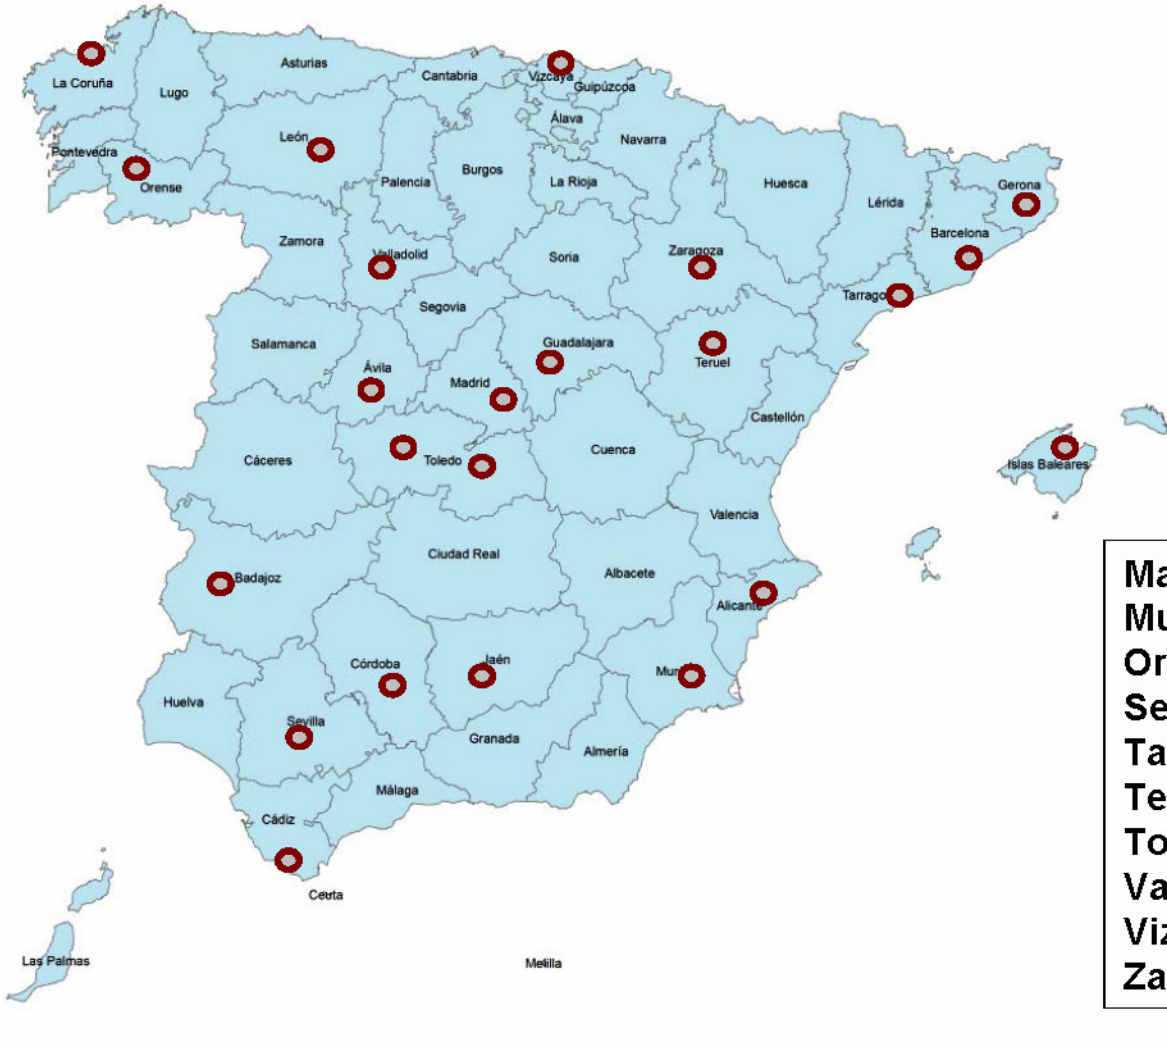 Asturias
Cantabria
Vizcaya
Guipúzcoa
La Coruña
Lugo
Álava
León
Navarra
Pontevedra
Orense
Palencia
Burgos
La Rioja
Huesca
Lérida
Gerona
Zamora
Valladolid
Soria
Zaragoza
Barcelona
Segovia
Tarrago
Salamanca
Ávila
Madrid
Guadalajara
Teruel
Castellón
Cáceres
Toledo
Cuenca
Islas Baleares
Valencia
Ciudad Real
Badajoz
Albacete
Alicante
Córdoba
Jaén
Mur
Huelva
Sevilla
Granada
Almería
Málaga
Cádiz
Ceuta
Las Palmas
Melilla
Ma
Mu
Or
Se
Ta
Te
To
Va
Viz
Za